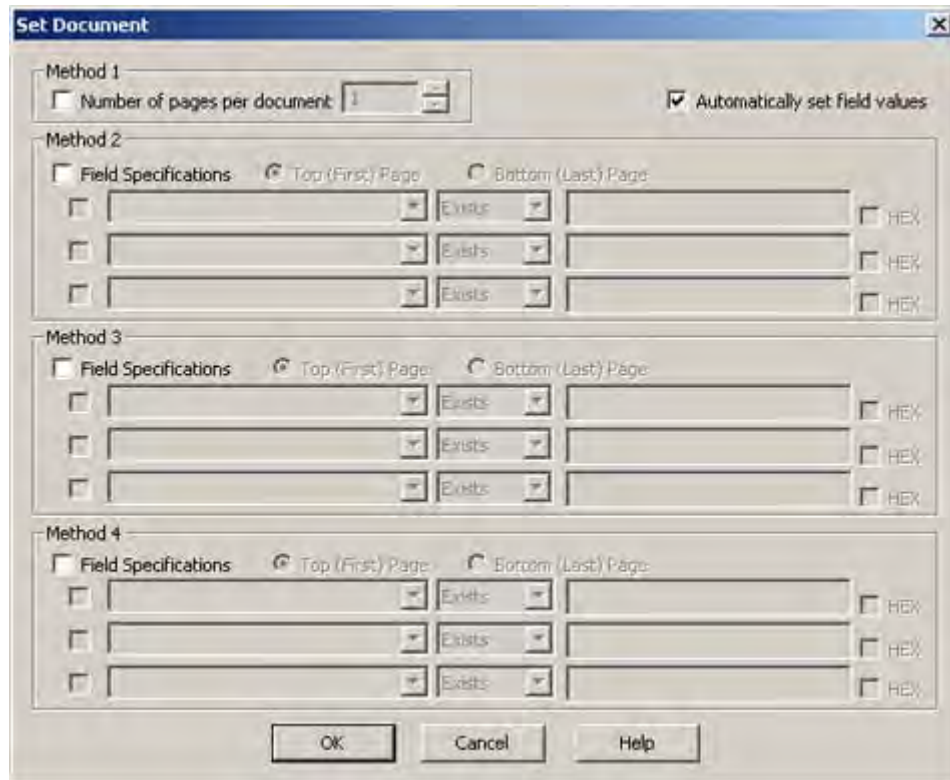 Set Document
Method 1
Number of pages per document 1
Automatically set field values
Method 2
Field Specifications Top (First) Page Bottom (Last) Page
Exists HEX
Exists HEX
Exists HEX
Method 3
Field Specifications Top (First) Page Bottom (Last) Page
Exists HEX
Exists HEX
Exists HEX
Method 4
Field Specifications Top (First) Page Bottom (Last) Page
Exists HEX
Exists HEX
Exists HEX
OK Cancel Help